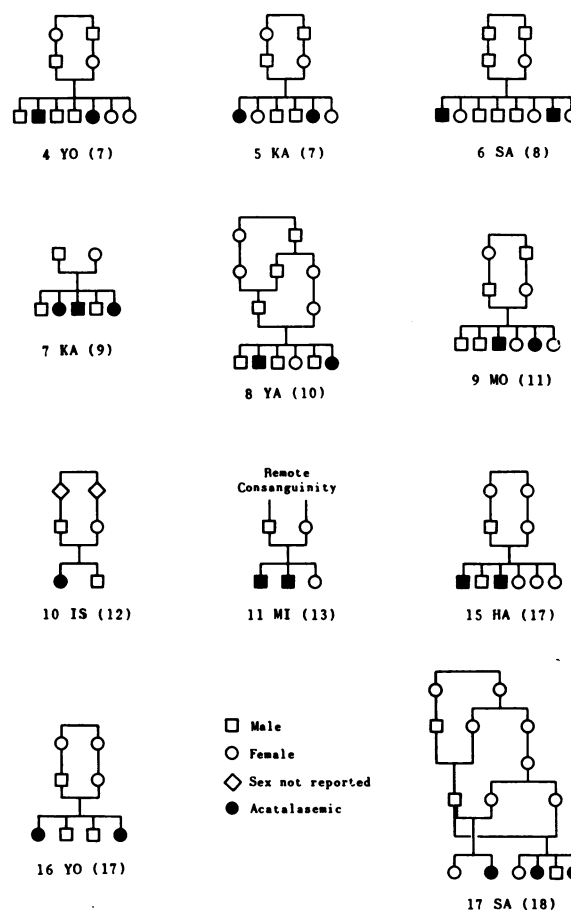 4 YO (7)
5 KA (7)
6 SA (8)
7 KA (9)
8 YA (10)
9 MO (11)
Remote
Consanguinity
10 IS (12)
11 MI (13)
15 HA (17)
16 YO (17)
Male
Female
Sex not reported
Acatalasemic
17 SA (18)